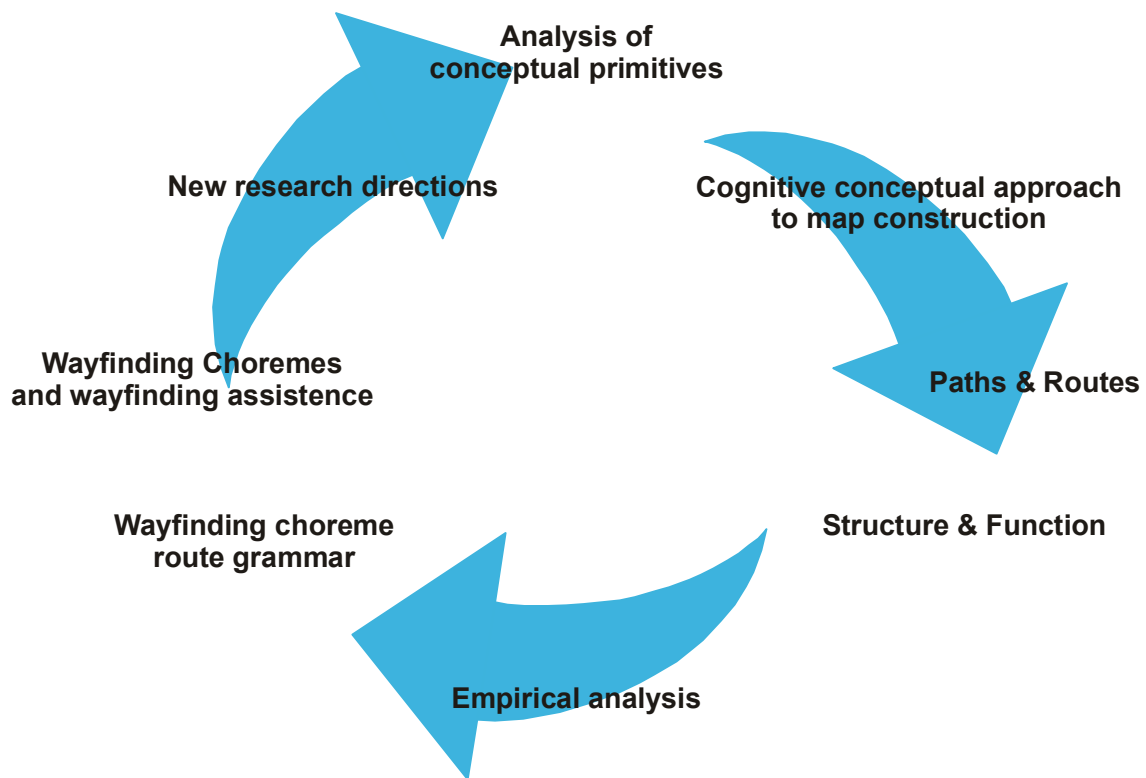 Analysis of
conceptual primitives
New research directions
Cognitive conceptual approach
to map construction
Wayfinding Choremes
and wayfinding assistence
Paths & Routes
Wayfinding choreme
route grammar
Structure & Function
Empirical analysis